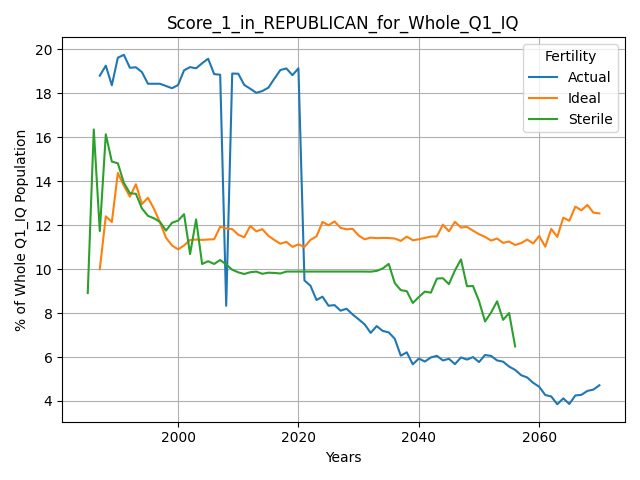 Score_1_in_REPUBLICAN_for_Whole_Q1_IQ
% of Whole Q1_IQ Population
20
18
16
14
12
10
8
6
4
Fertility
Actual
Ideal
Sterile
2000 2020 2040 2060
Years